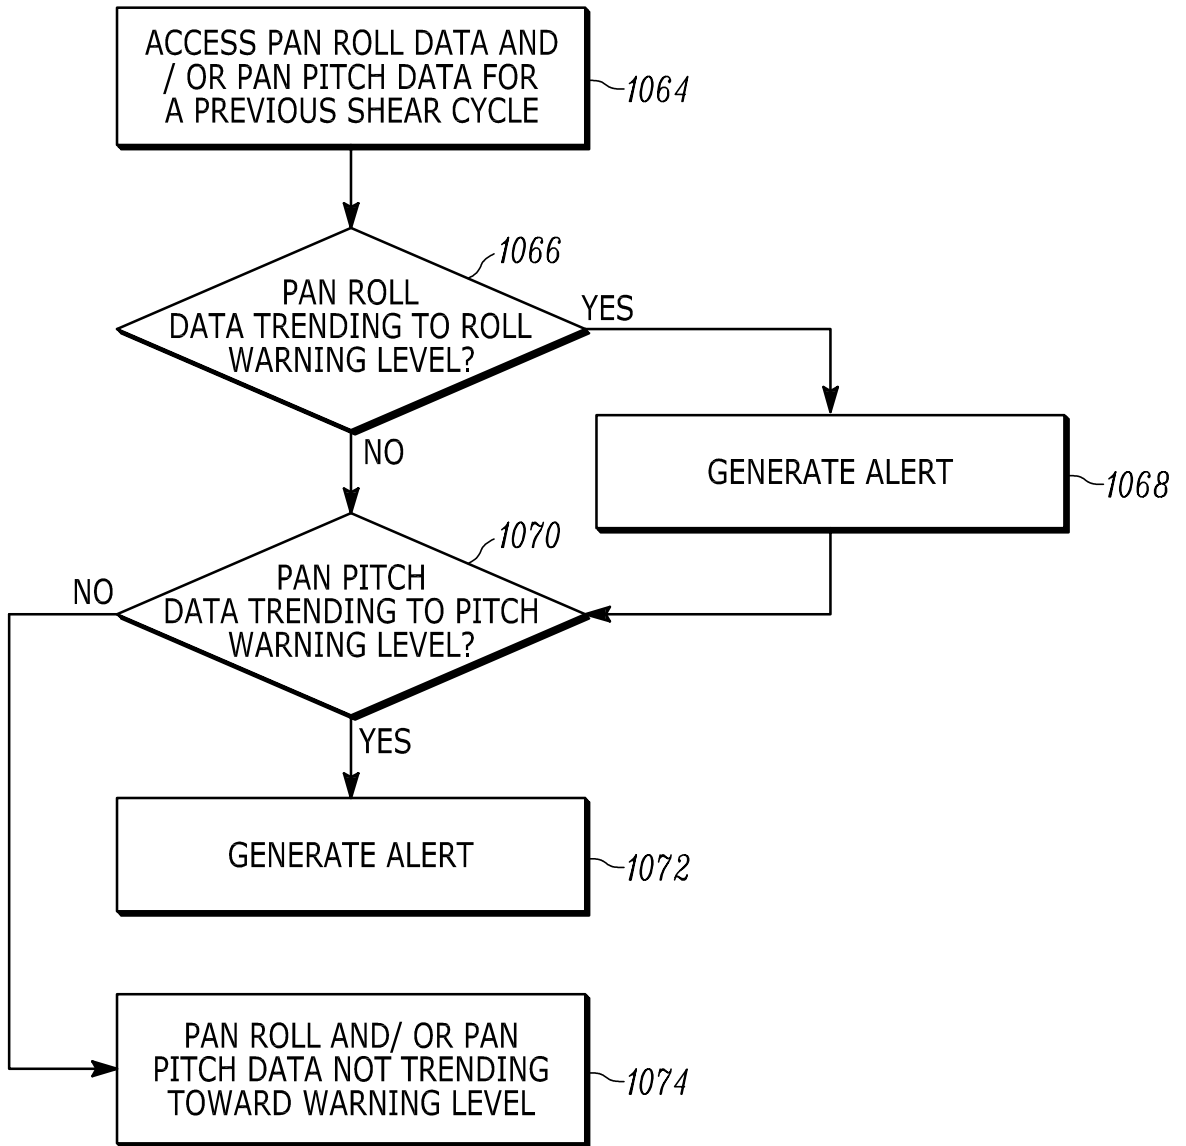 ACCESS PAN ROLL DATA AND
/ OR PAN PITCH DATA FOR
A PREVIOUS SHEAR CYCLE
1064
1066
PAN ROLL
DATA TRENDING TO ROLL
WARNING LEVEL?
YES
NO
GENERATE ALERT
1068
1070
PAN PITCH
DATA TRENDING TO PITCH
WARNING LEVEL?
NO
YES
GENERATE ALERT
1072
PAN ROLL AND/ OR PAN
PITCH DATA NOT TRENDING
TOWARD WARNING LEVEL
1074